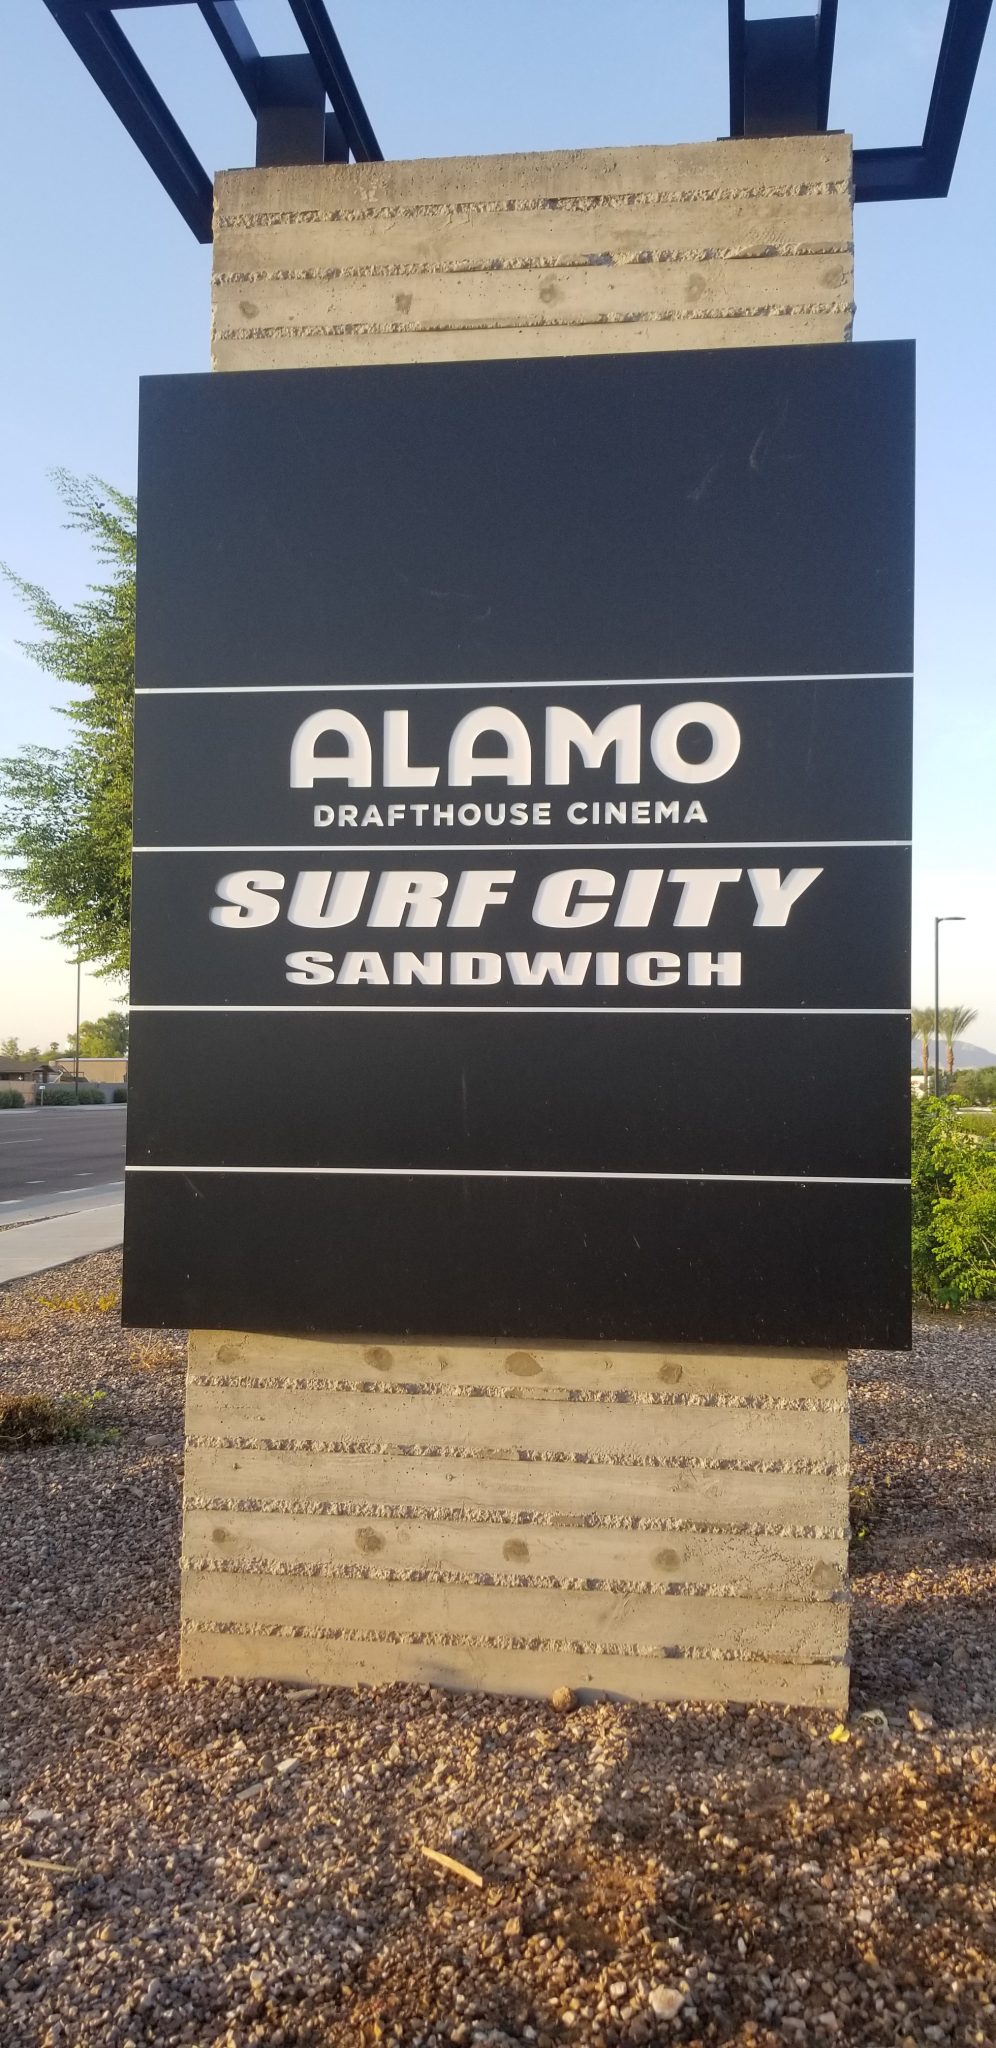 ALAMO
DRAFTHOUSE CINEMA
SURF CITY
SANDWICH